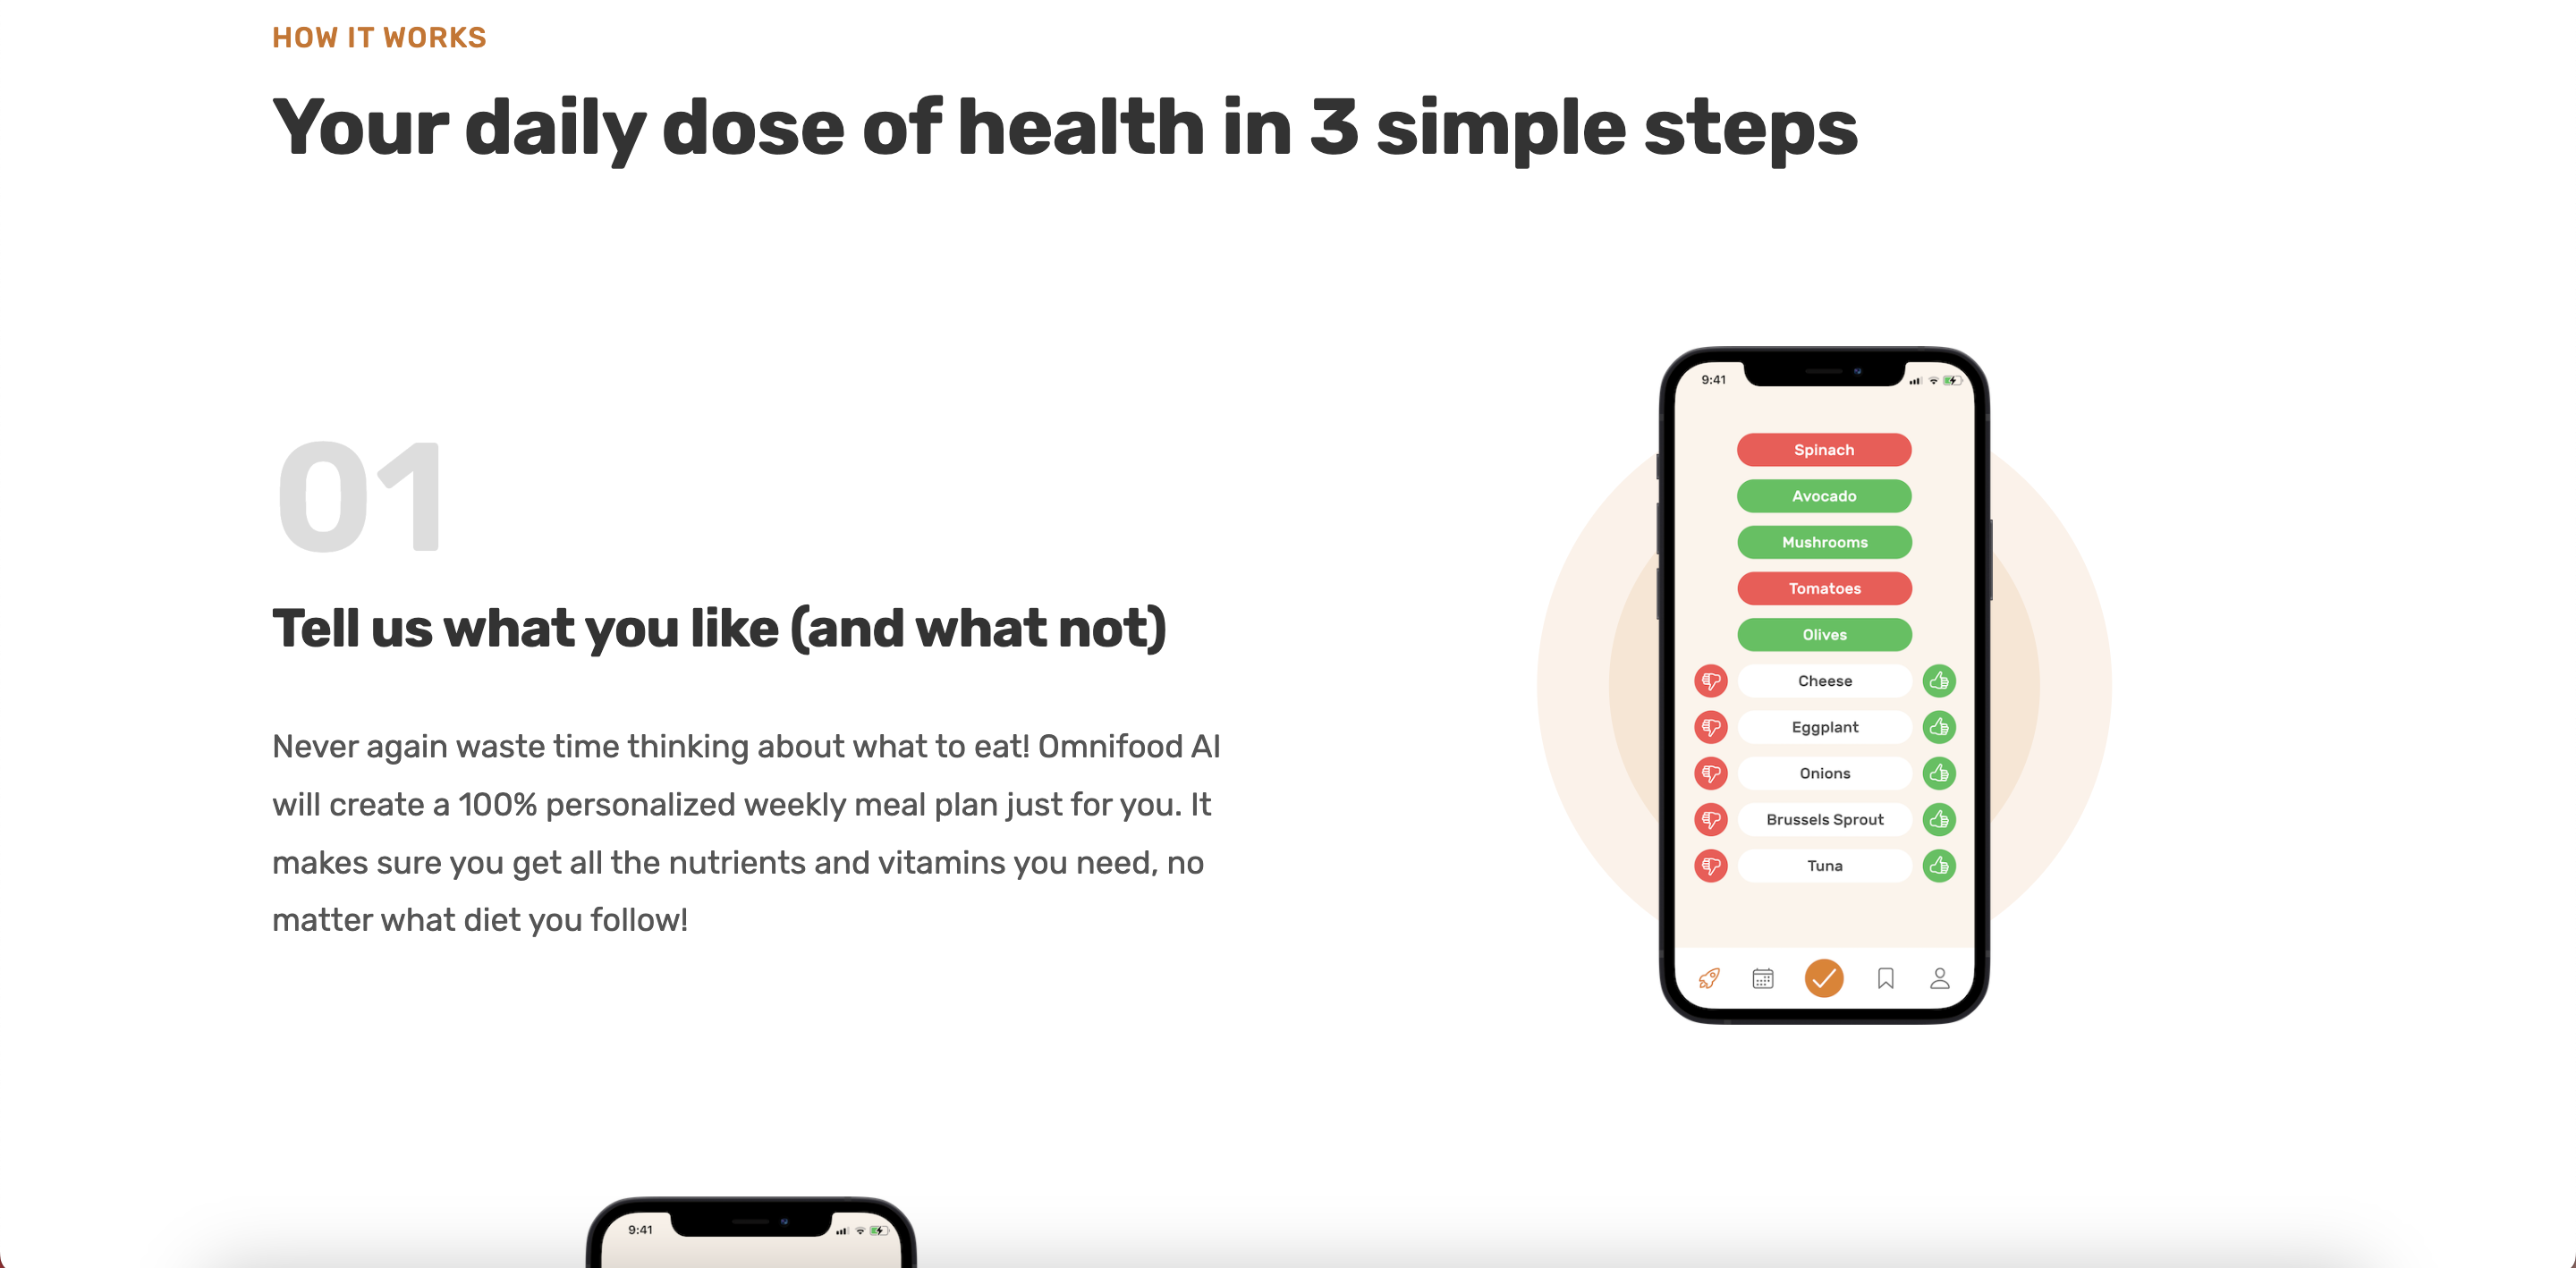 HOW IT WORKS
Your daily dose of health in 3 simple steps
01
Tell us what you like (and what not)
Never again waste time thinking about what to eat! Omnifood AI
will create a 100% personalized weekly meal plan just for you. It
makes sure you get all the nutrients and vitamins you need, no
matter what diet you follow!
9:41
Spinach
Avocado
Mushrooms
Tomatoes
Olives
Cheese
Eggplant
Onions
Brussels Sprout
Tuna
9:41